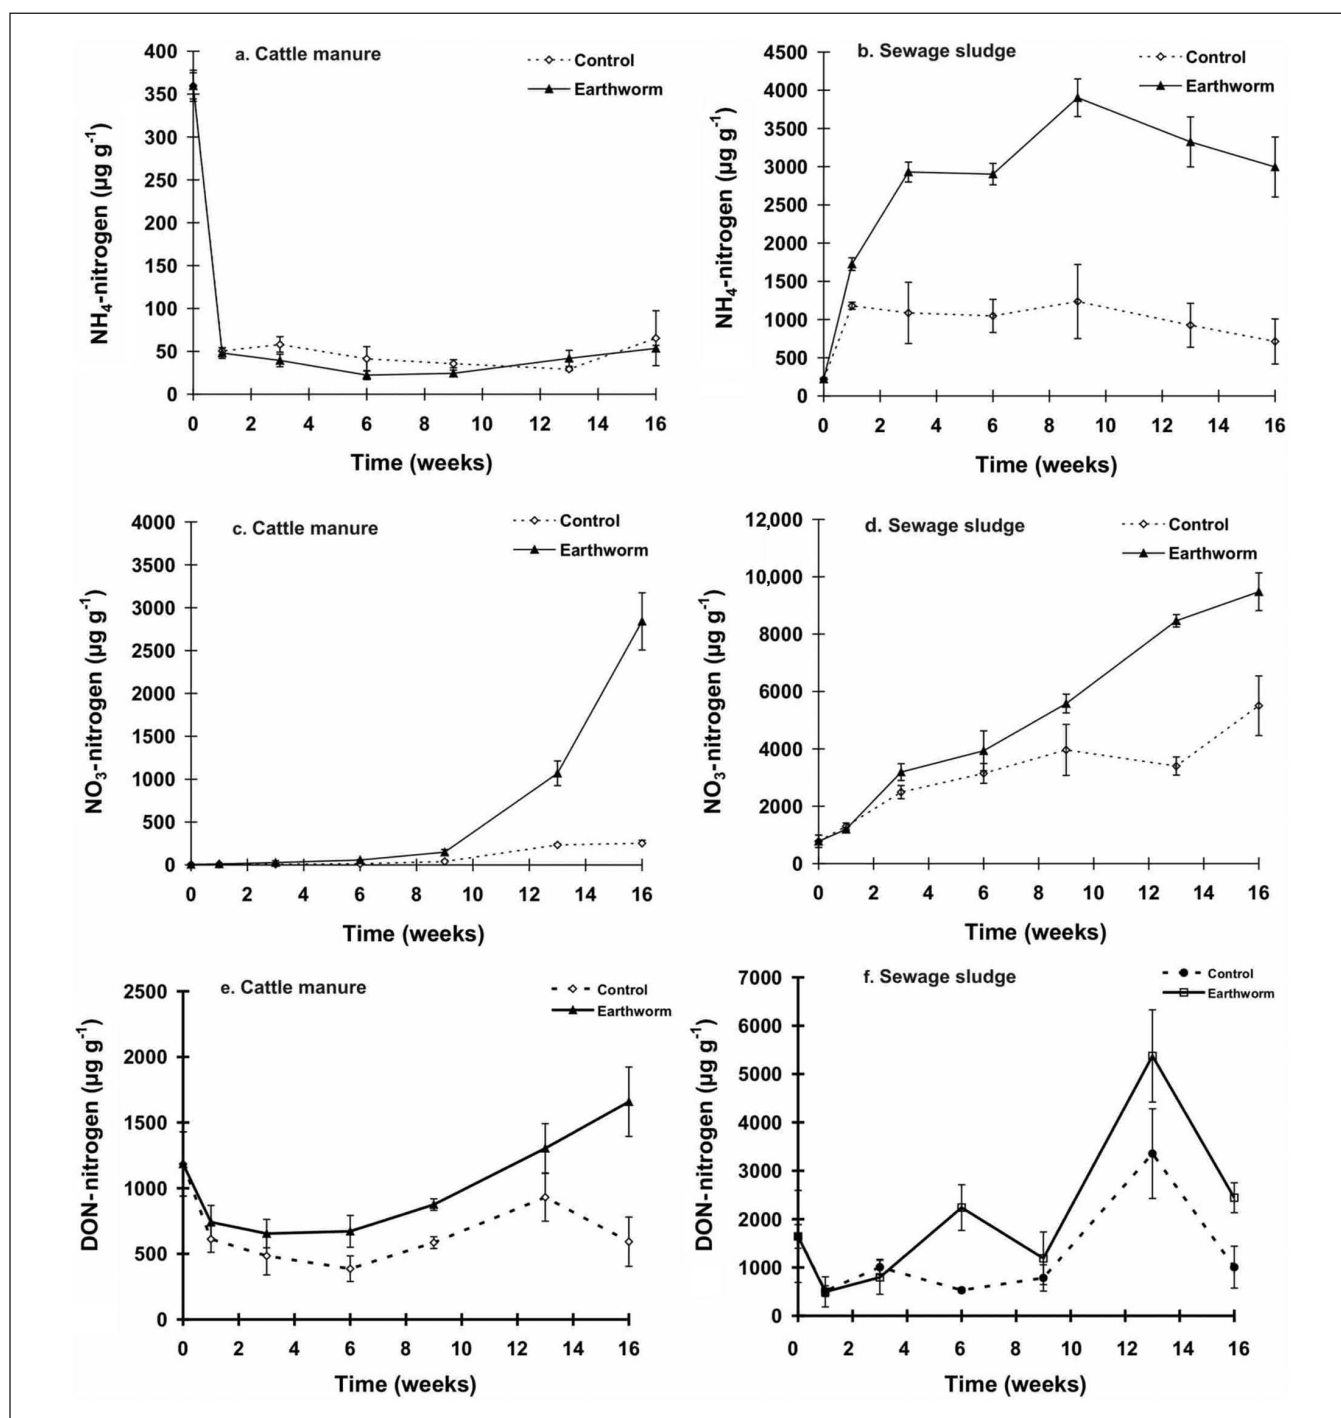 a. Cattle manure
Control
Earthworm
NH4-nitrogen (µg g-1)
400
350
300
250
200
150
100
50
0
0 2 4 6 8 10 12 14 16
Time (weeks)
b. Sewage sludge
Control
Earthworm
NH4-nitrogen (µg g-1)
4500
4000
3500
3000
2500
2000
1500
1000
500
0
0 2 4 6 8 10 12 14 16
Time (weeks)
c. Cattle manure
Control
Earthworm
NO3-nitrogen (µg g-1)
4000
3500
3000
2500
2000
1500
1000
500
0
0 2 4 6 8 10 12 14 16
Time (weeks)
d. Sewage sludge
Control
Earthworm
NO3-nitrogen (µg g-1)
12,000
10,000
8000
6000
4000
2000
0
0 2 4 6 8 10 12 14 16
Time (weeks)
e. Cattle manure
Control
Earthworm
DON-nitrogen (µg g-1)
2500
2000
1500
1000
500
0
0 2 4 6 8 10 12 14 16
Time (weeks)
f. Sewage sludge
Control
Earthworm
DON-nitrogen (µg g-1)
7000
6000
5000
4000
3000
2000
1000
0
0 2 4 6 8 10 12 14 16
Time (weeks)